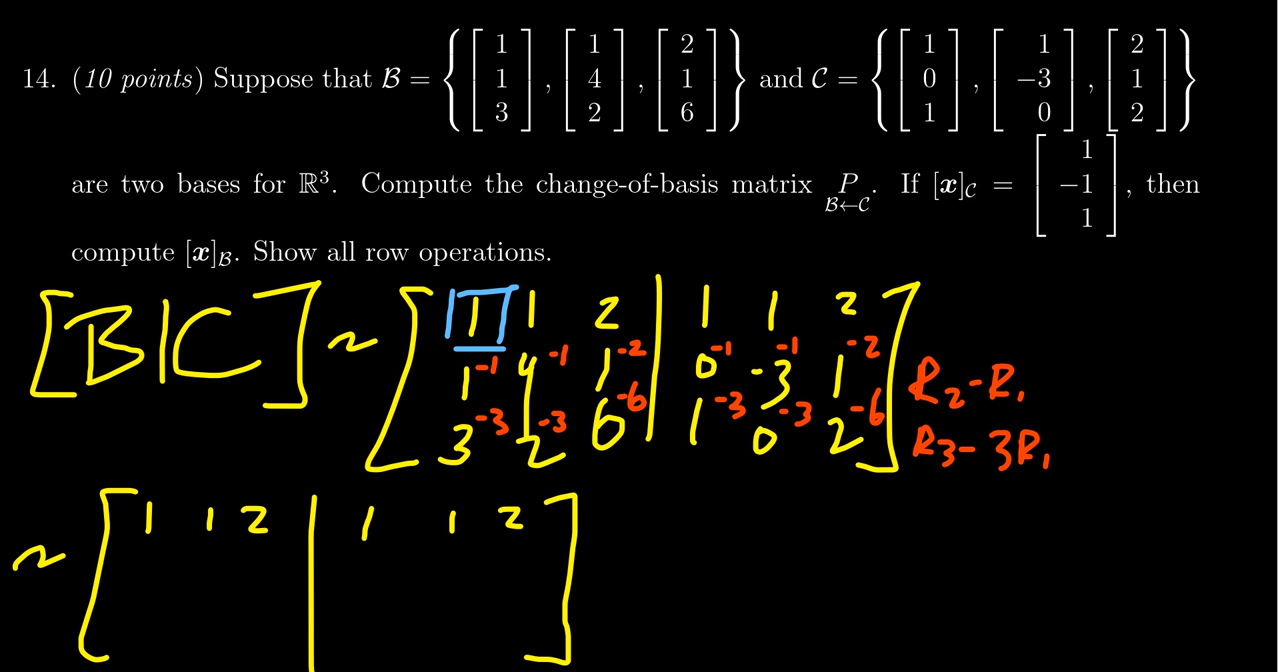 14. (10 points) Suppose that ℬ = { [ 1 1 3 ], [ 1 4 2 ], [ 2 1 6 ] } and 𝒞 = { [ 1 0 1 ], [ 1 −3 0 ], [ 2 1 2 ] }
are two bases for ℝ³. Compute the change-of-basis matrix P ℬ←𝒞. If [x]𝒞 = [ 1 −1 1 ], then
compute [x]ℬ. Show all row operations.
[B|C] ~ [ 1 1 2 | 1 1 2 ]
1 -1 4 -1 1 -2 | 0 -1 -3 -1 1 -2 R₂ - R₁
3 -3 2 -3 6 -6 | 1 -3 0 -3 2 -6 R₃ - 3R₁
~ [ 1 1 2 | 1 1 2 ]